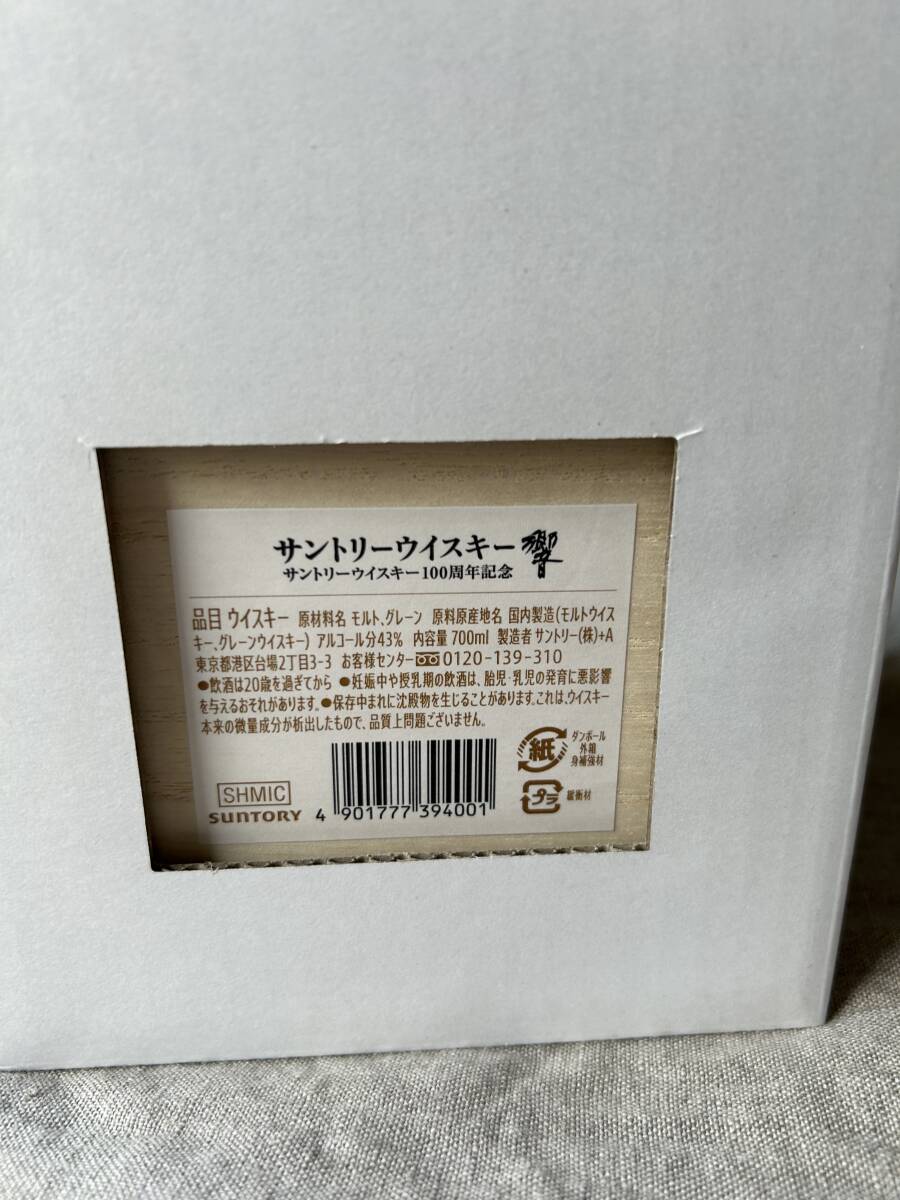 サントリーウイスキー 響
サントリーウイスキー100周年記念
品目 ウイスキー 原材料名 モルト、グレーン 原料原産地名 国内製造(モルトウイス
キー、グレーンウイスキー) アルコール分43% 内容量 700ml 製造者 サントリー(株)+A
東京都港区台場2丁目3-3 お客様センター 0120-139-310
●飲酒は20歳を過ぎてから ●妊娠中や授乳期の飲酒は、胎児・乳児の発育に悪影響
を与えるおそれがあります。●保存中まれに沈殿物を生じることがあります。これは、ウイスキー
本来の微量成分が析出したもので、品質上問題ございません。
紙 ダンボール
外箱
身補強材
プラ 緩衝材
SHMIC
SUNTORY
4 901777 394001